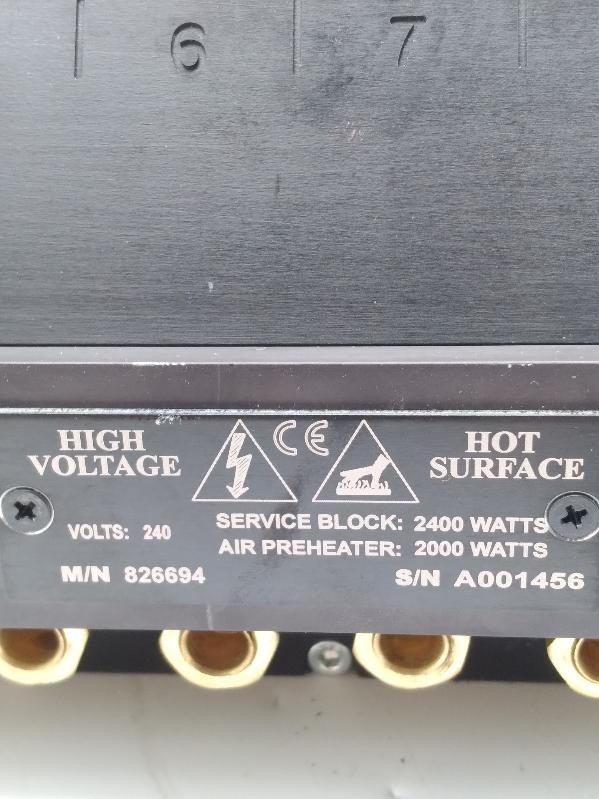 6 7
HIGH VOLTAGE
CE
HOT SURFACE
VOLTS: 240
SERVICE BLOCK: 2400 WATTS
AIR PREHEATER: 2000 WATTS
M/N 826694
S/N A001456